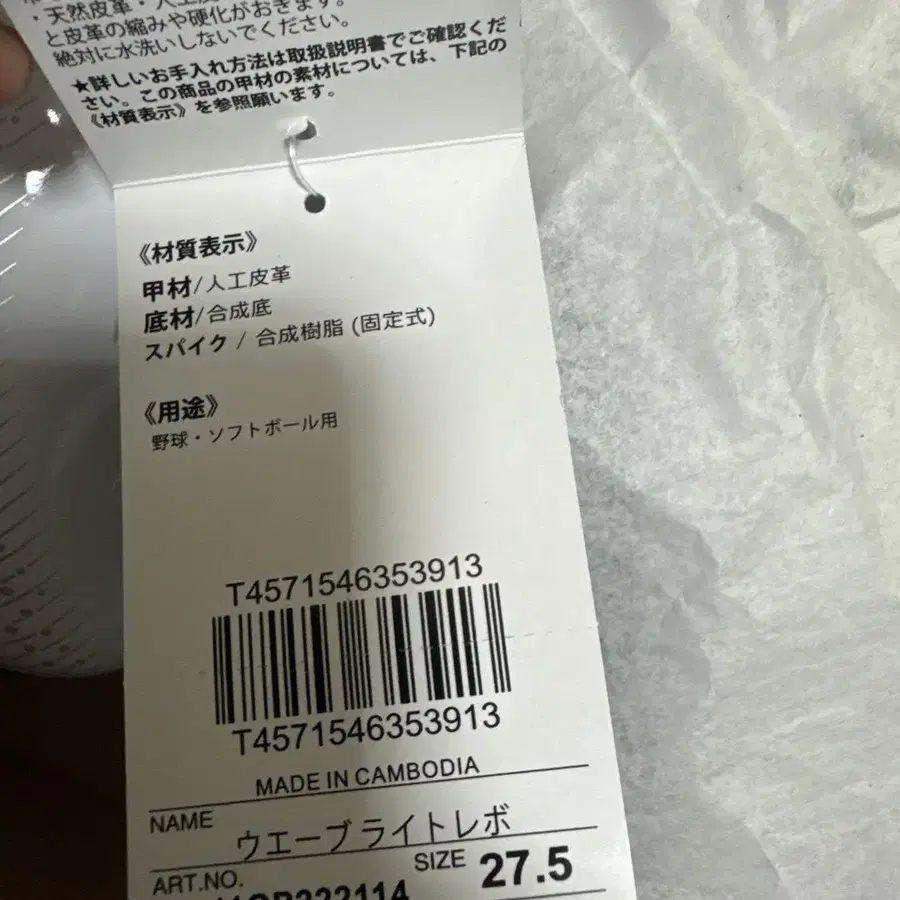 ・天然皮革・人工皮
と皮革の縮みや硬化がおきます。
絶対に水洗いしないでください。
★詳しいお手入れ方法は取扱説明書でご確認くだ
さい。この商品の甲材の素材については、下記の
《材質表示》を参照願います。
《材質表示》
甲材/人工皮革
底材/合成底
スパイク / 合成樹脂 (固定式)
《用途》
野球・ソフトボール用
T4571546353913
T4571546353913
MADE IN CAMBODIA
NAME
ウエーブライトレボ
ART.NO.
SIZE 27.5